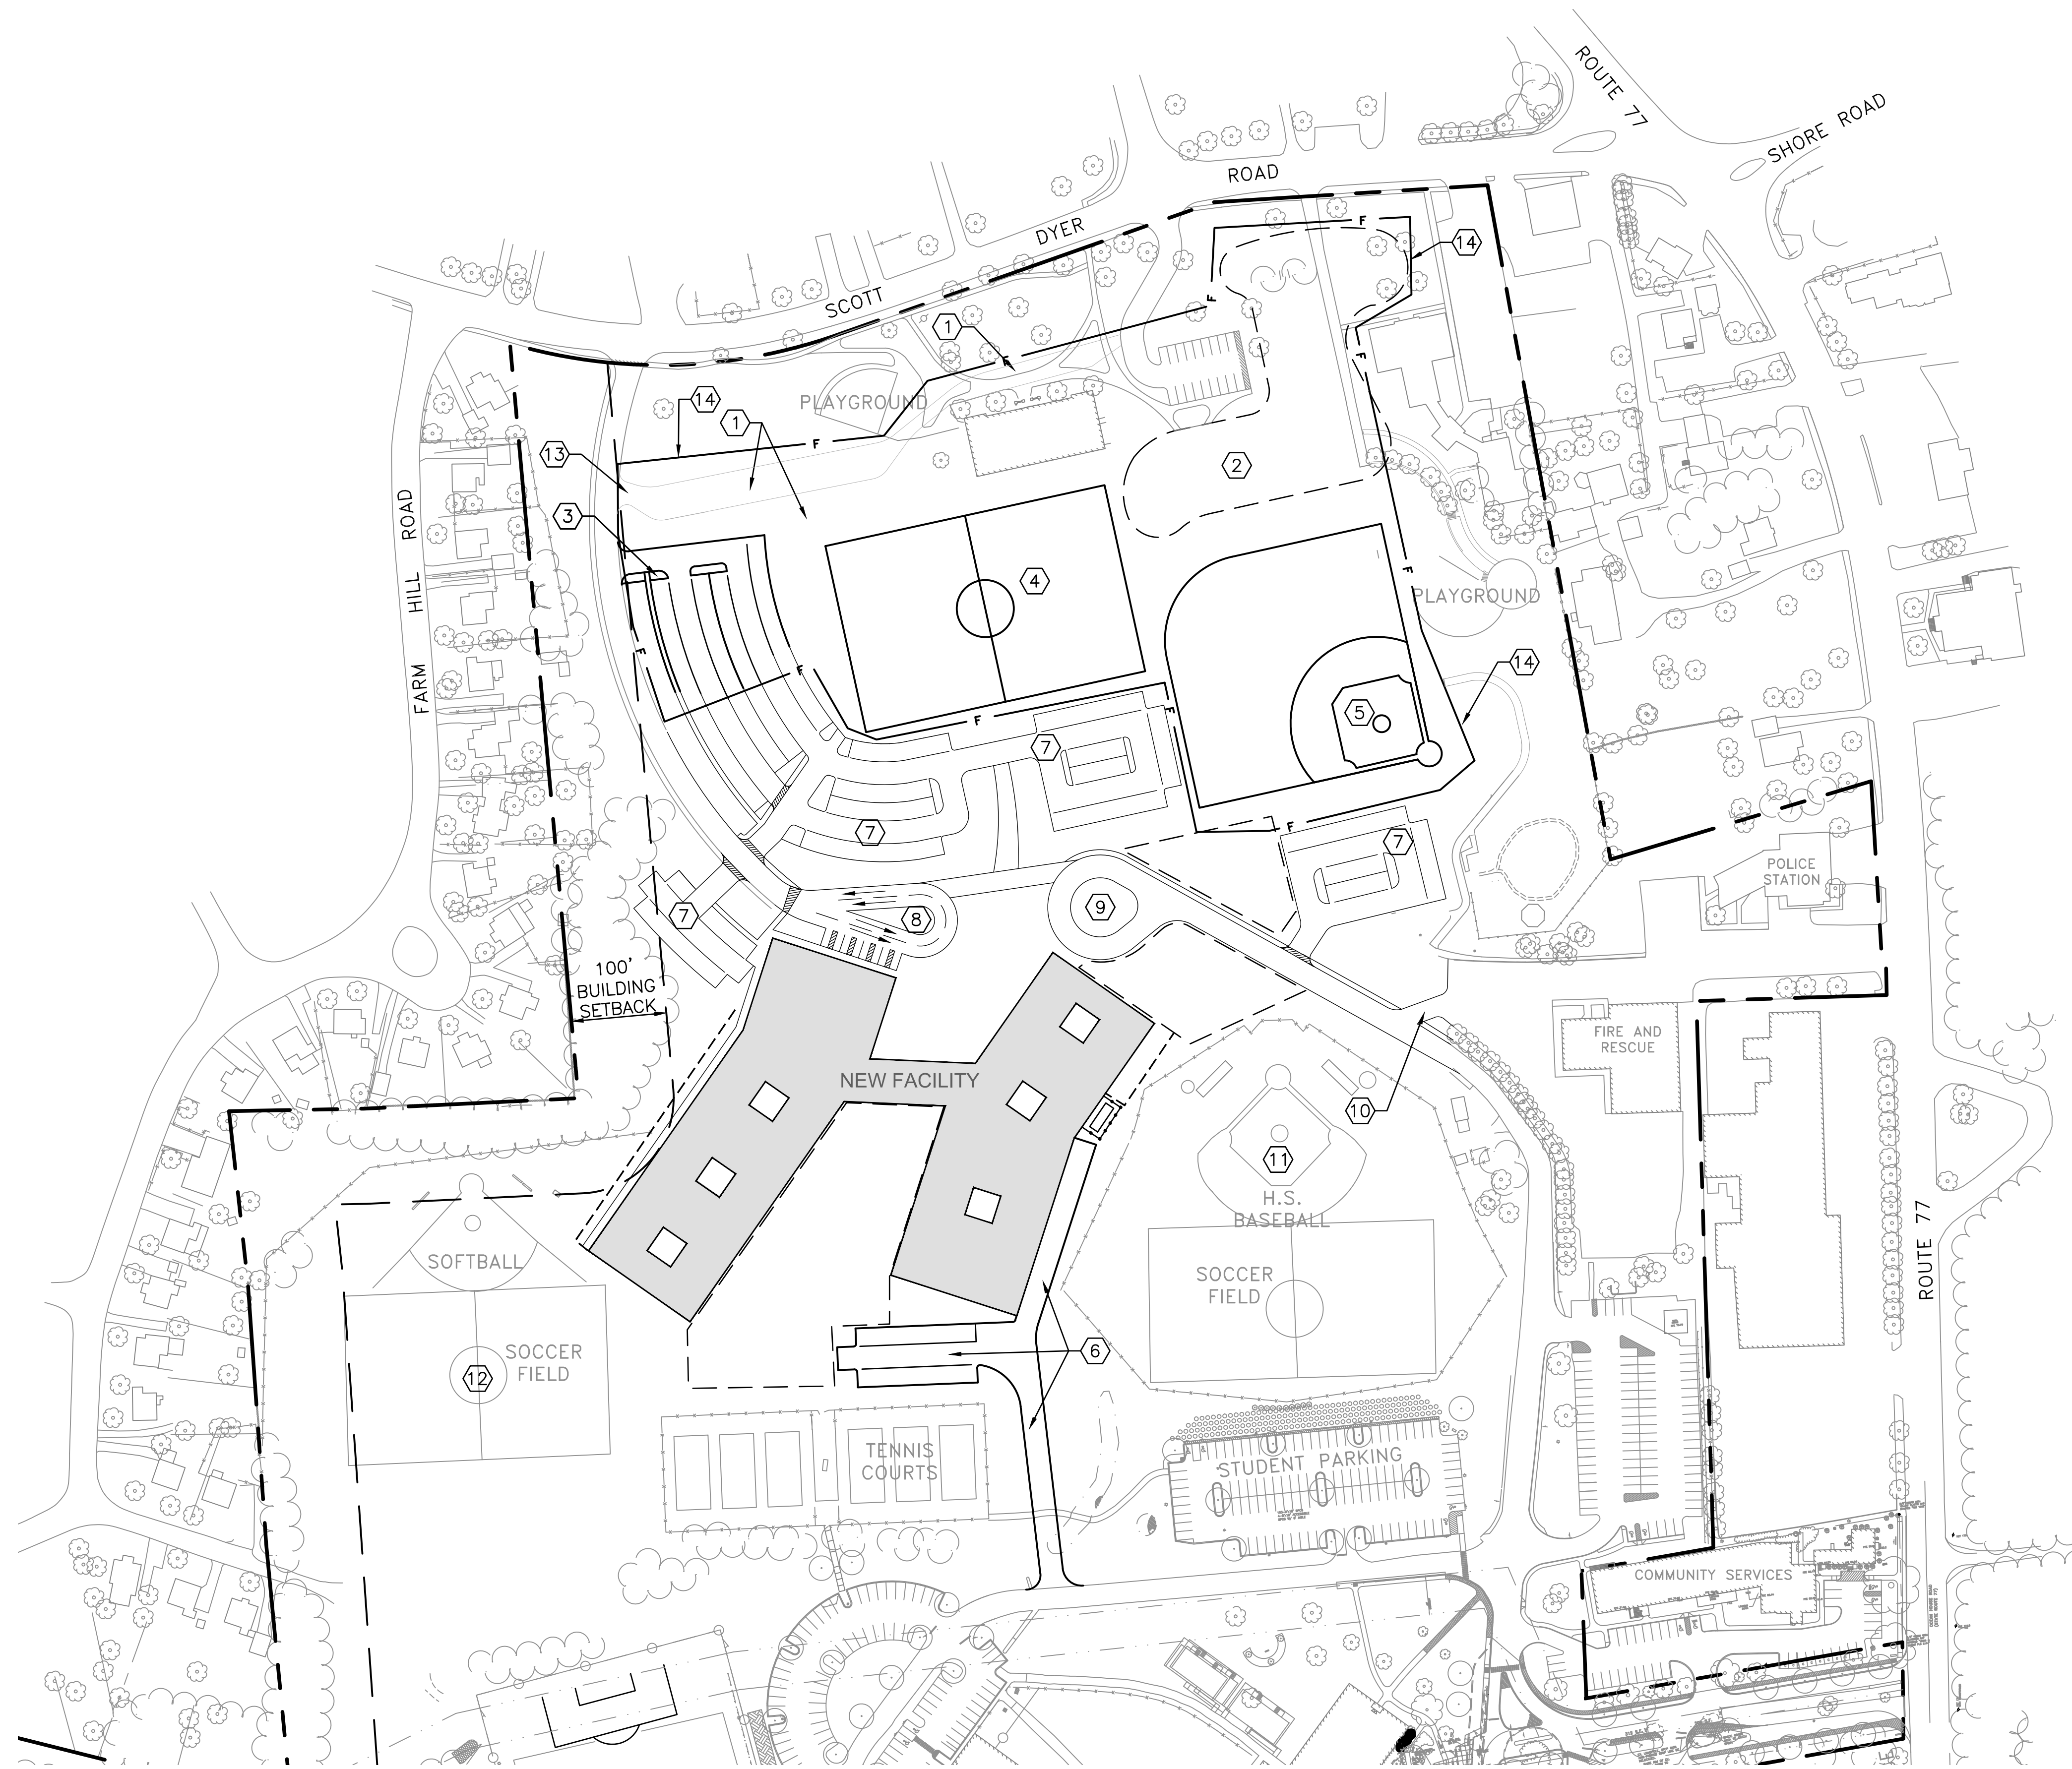 ROUTE 77
SHORE ROAD
ROAD
DYER
SCOTT
F
14
1
F
F
F
PLAYGROUND
14
1
F
13
2
3
FARM HILL ROAD
4
F
PLAYGROUND
F
F
14
5
F
F
7
7
F
7
POLICE
STATION
7
8
9
100'
BUILDING
SETBACK
FIRE AND
RESCUE
NEW FACILITY
10
11
H.S.
BASEBALL
SOFTBALL
SOCCER
FIELD
ROUTE 77
6
SOCCER
FIELD
12
TENNIS
COURTS
STUDENT PARKING
COMMUNITY SERVICES